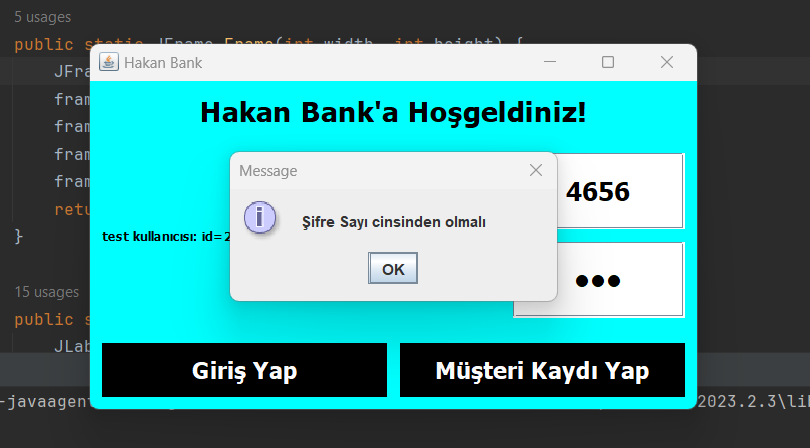 5 usages
public static JFrame Frame(int width, int height) {
JFra
fram
fram
fram
fram
retu
}
15 usages
public s
JLab
Hakan Bank
Hakan Bank'a Hoşgeldiniz!
4656
test kullanıcısı: id=2
Message
Şifre Sayı cinsinden olmalı
OK
●●●
Giriş Yap
Müşteri Kaydı Yap
-javaagent
2023.2.3\lib